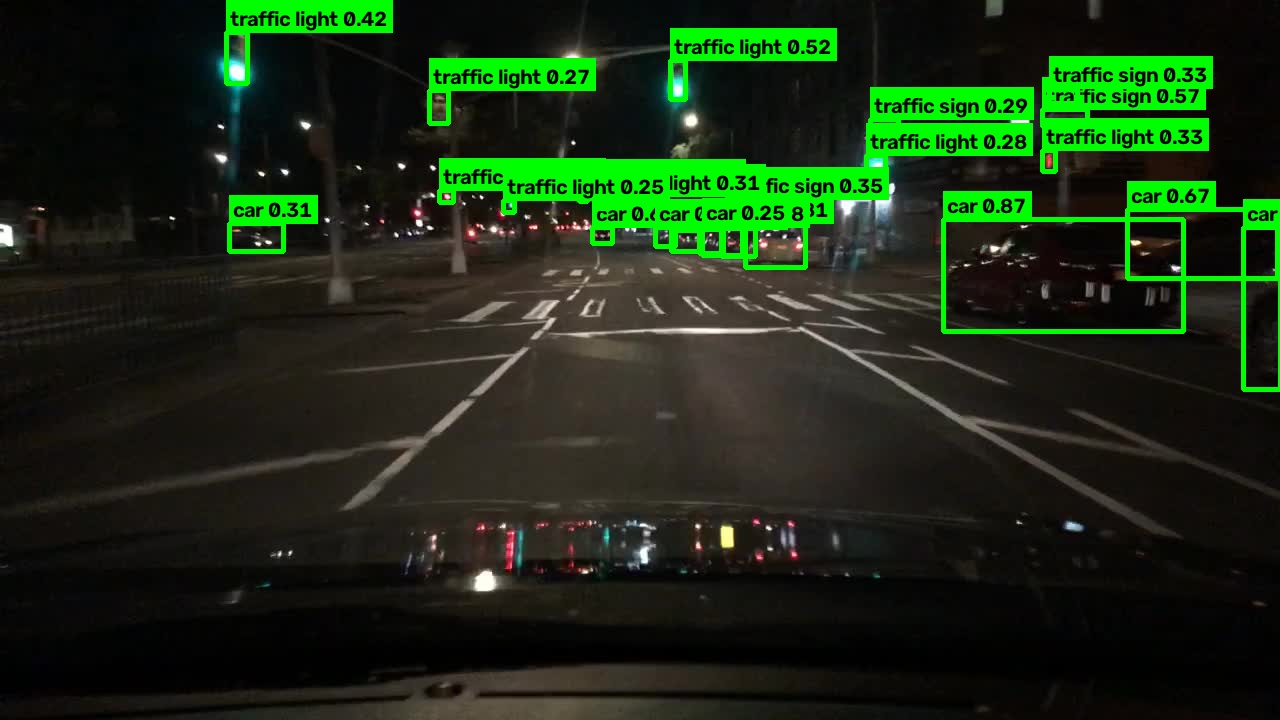 traffic light 0.42
traffic light 0.52
traffic light 0.27
traffic sign 0.33
traffic sign 0.57
traffic sign 0.29
traffic light 0.33
traffic light 0.28
traffic
traffic light 0.25
light 0.31
fic sign 0.35
car 0.31
car 0.67
car 0.87
car 0.25
car